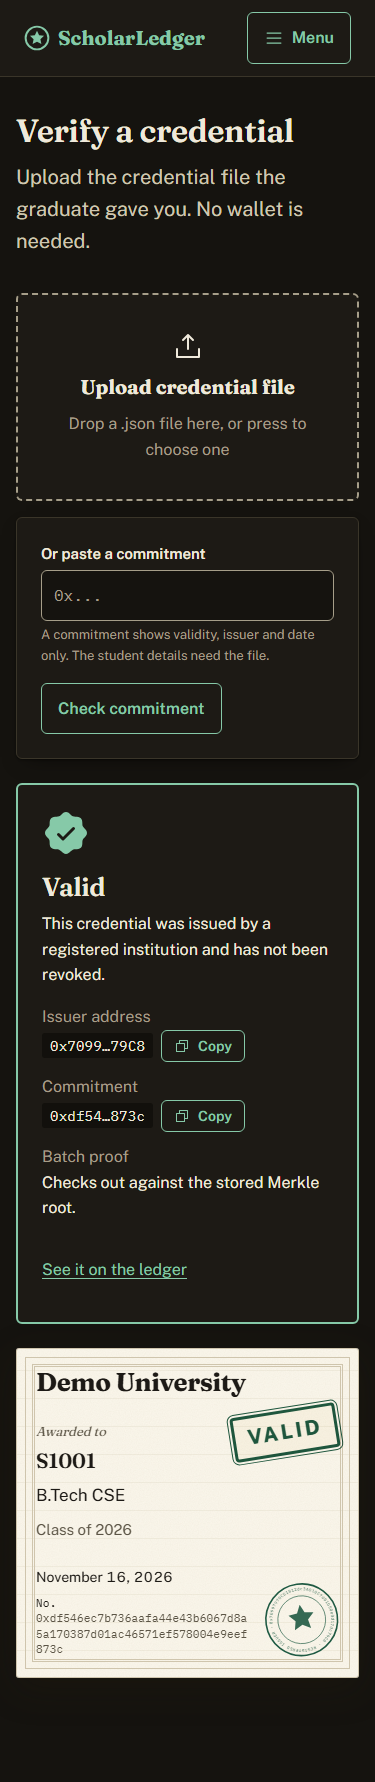 ScholarLedger
Menu
Verify a credential
Upload the credential file the
graduate gave you. No wallet is
needed.
Upload credential file
Drop a .json file here, or press to
choose one
Or paste a commitment
0x...
A commitment shows validity, issuer and date
only. The student details need the file.
Check commitment
Valid
This credential was issued by a
registered institution and has not been
revoked.
Issuer address
0x7099…79C8
Copy
Commitment
0xdf54…873c
Copy
Batch proof
Checks out against the stored Merkle
root.
See it on the ledger
Demo University
VALID
Awarded to
S1001
B.Tech CSE
Class of 2026
November 16, 2026
No.
0xdf546ec7b736aafa44e43b6067d8a
5a170387d01ac46571ef578004e9eef
873c